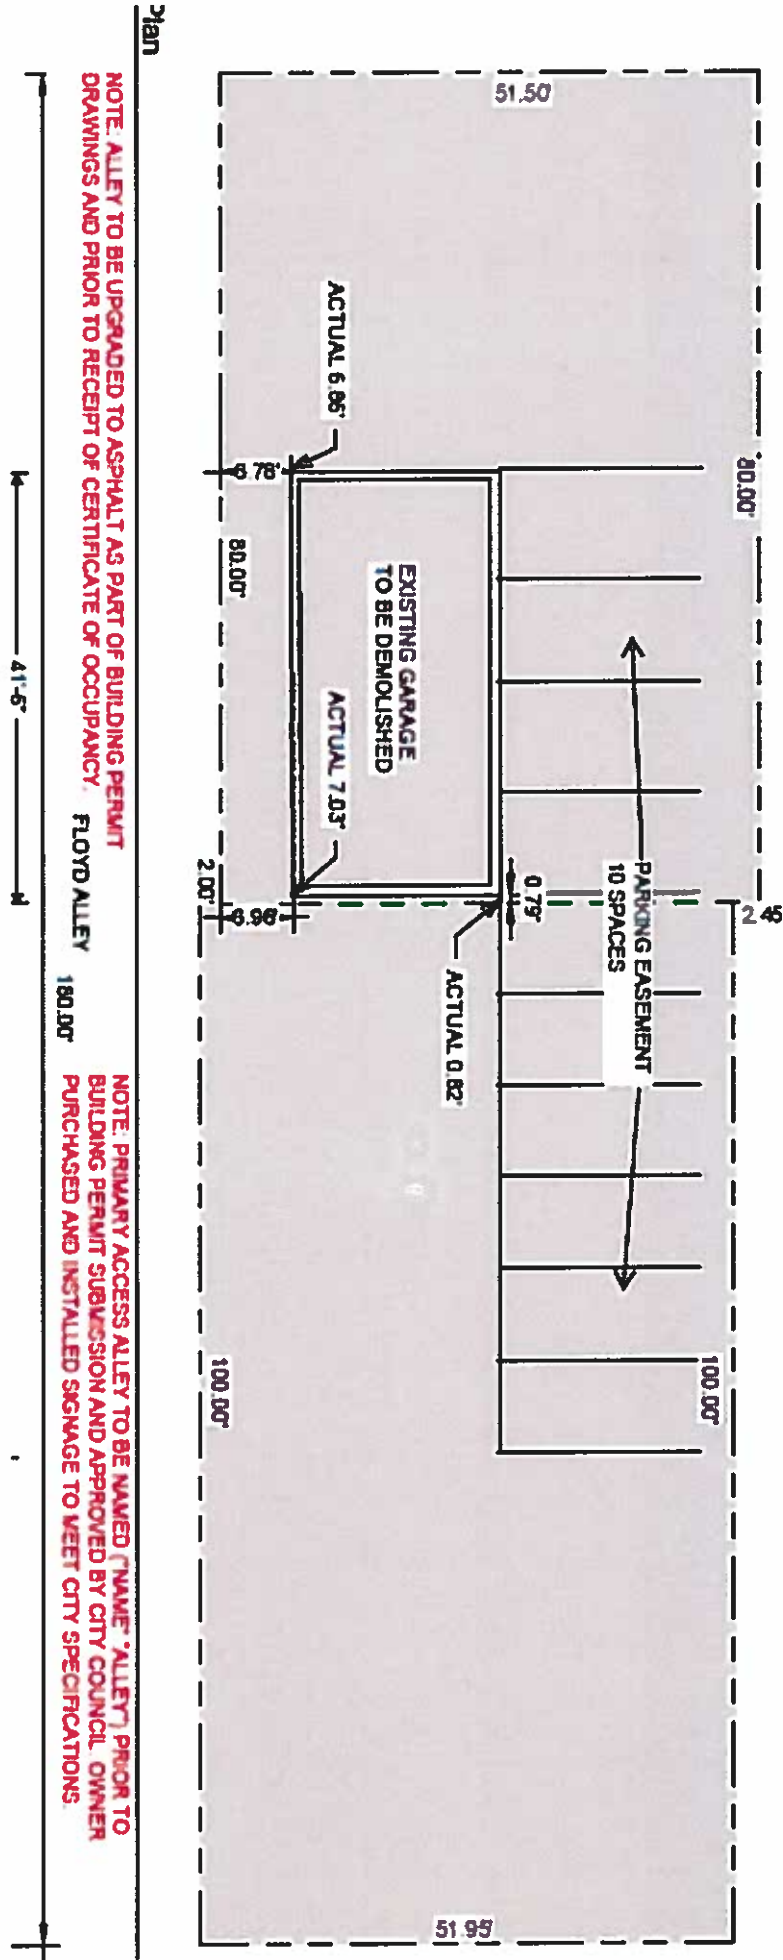 51.50'
80.00'
2.45
ACTUAL 6.86'
EXISTING GARAGE
TO BE DEMOLISHED
PARKING EASEMENT
10 SPACES
0.79'
ACTUAL 7.03'
ACTUAL 0.82'
6.78'
80.00'
2.00'
6.96'
100.00'
100.00'
51.95'
Plan
NOTE: ALLEY TO BE UPGRADED TO ASPHALT AS PART OF BUILDING PERMIT
DRAWINGS AND PRIOR TO RECEIPT OF CERTIFICATE OF OCCUPANCY.
FLOYD ALLEY
180.00'
NOTE: PRIMARY ACCESS ALLEY TO BE NAMED ("NAME" "ALLEY") PRIOR TO
BUILDING PERMIT SUBMISSION AND APPROVED BY CITY COUNCIL. OWNER
PURCHASED AND INSTALLED SIGNAGE TO MEET CITY SPECIFICATIONS.
41'-6"